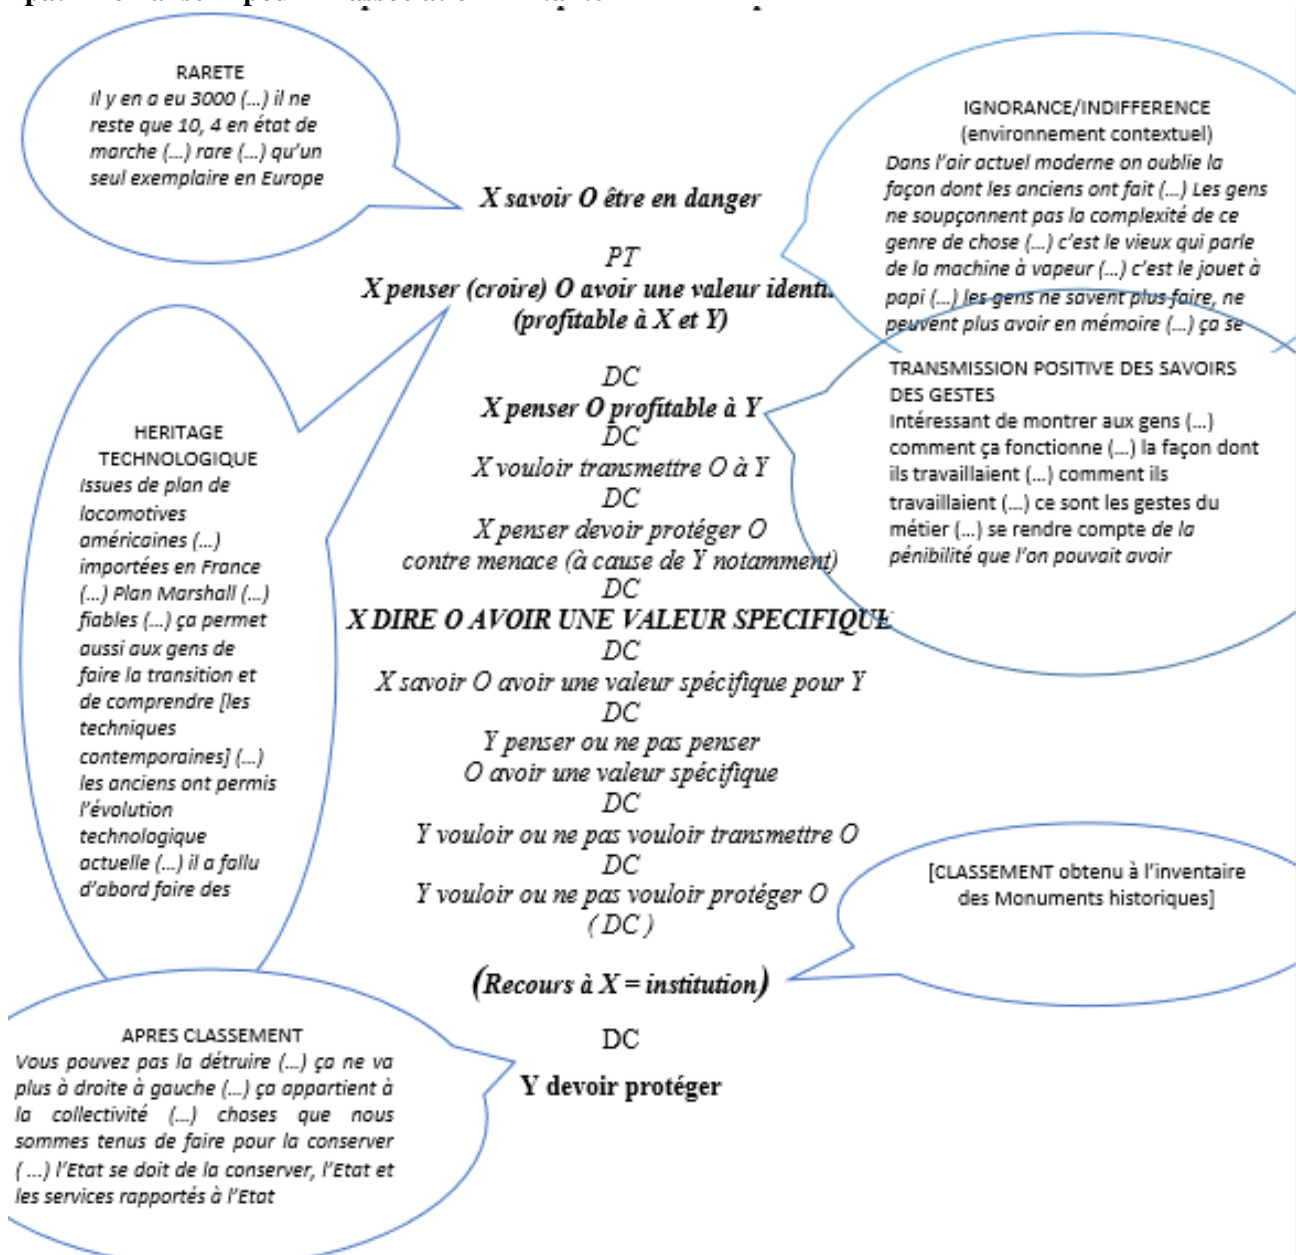 RARETE
Il y en a eu 3000 (...) il ne
reste que 10, 4 en état de
marche (...) rare (...) qu'un
seul exemplaire en Europe
IGNORANCE/INDIFFERENCE
(environnement contextuel)
Dans l'air actuel moderne on oublie la
façon dont les anciens ont fait (...) Les gens
ne soupçonnent pas la complexité de ce
genre de chose (...) c'est le vieux qui parle
de la machine à vapeur (...) c'est le jouet à
papi (...) les gens ne savent plus faire, ne
peuvent plus avoir en mémoire (...) ça se
X savoir O être en danger
PT
X penser (croire) O avoir une valeur identi
(profitable à X et Y)
DC
X penser O profitable à Y
DC
X vouloir transmettre O à Y
DC
X penser devoir protéger O
contre menace (à cause de Y notamment)
DC
X DIRE O AVOIR UNE VALEUR SPECIFIQUE
DC
X savoir O avoir une valeur spécifique pour Y
DC
Y penser ou ne pas penser
O avoir une valeur spécifique
DC
Y vouloir ou ne pas vouloir transmettre O
DC
Y vouloir ou ne pas vouloir protéger O
( DC )
(Recours à X = institution)
DC
Y devoir protéger
TRANSMISSION POSITIVE DES SAVOIRS
DES GESTES
Intéressant de montrer aux gens (...)
comment ça fonctionne (...) la façon dont
ils travaillaient (...) comment ils
travaillaient (...) ce sont les gestes du
métier (...) se rendre compte de la
pénibilité que l'on pouvait avoir
HERITAGE
TECHNOLOGIQUE
Issues de plan de
locomotives
américaines (...)
importées en France
(...) Plan Marshall (...)
fiables (...) ça permet
aussi aux gens de
faire la transition et
de comprendre [les
techniques
contemporaines] (...)
les anciens ont permis
l'évolution
technologique
actuelle (...) il a fallu
d'abord faire des
[CLASSEMENT obtenu à l'inventaire
des Monuments historiques]
APRES CLASSEMENT
Vous pouvez pas la détruire (...) ça ne va
plus à droite à gauche (...) ça appartient à
la collectivité (...) choses que nous
sommes tenus de faire pour la conserver
( ...) l'Etat se doit de la conserver, l'Etat et
les services rapportés à l'Etat